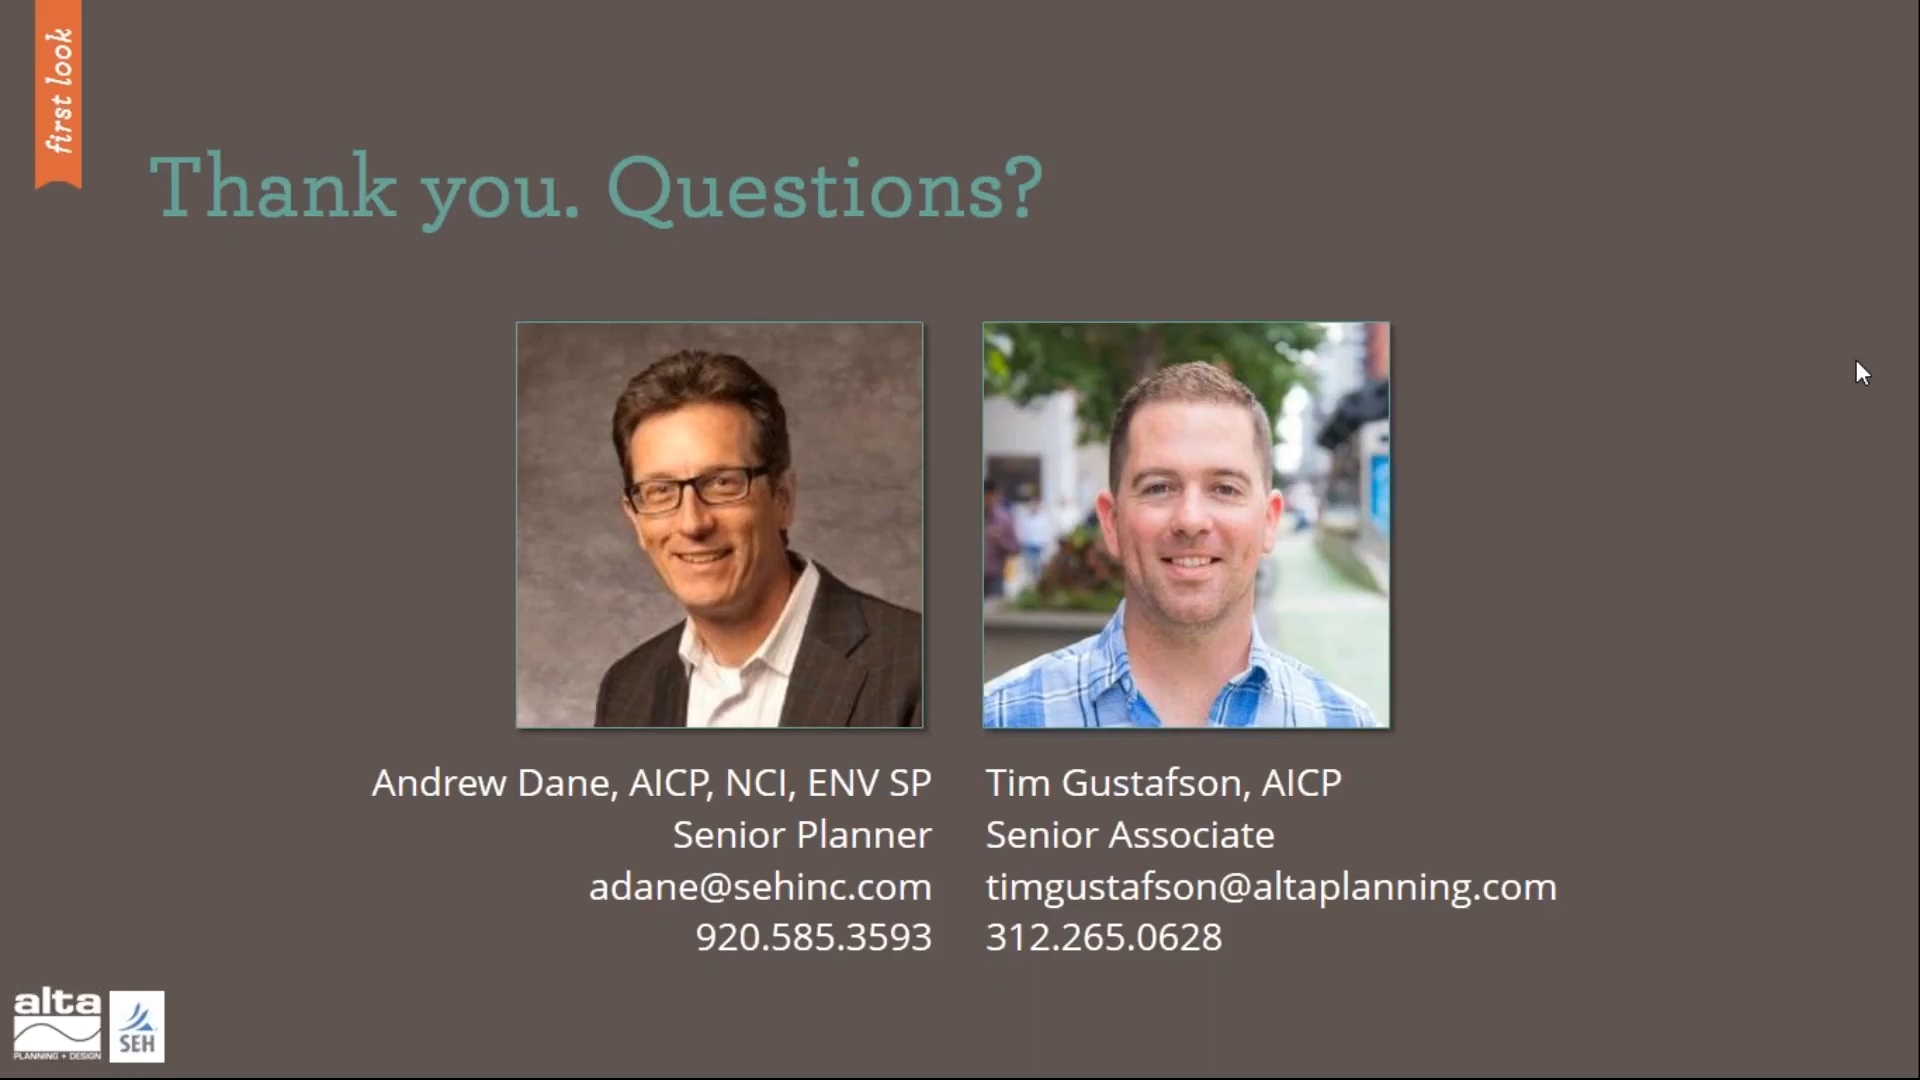 first look
Thank you. Questions?
Andrew Dane, AICP, NCI, ENV SP
Senior Planner
adane@sehinc.com
920.585.3593
Tim Gustafson, AICP
Senior Associate
timgustafson@altaplanning.com
312.265.0628
alta
PLANNING + DESIGN
SEH